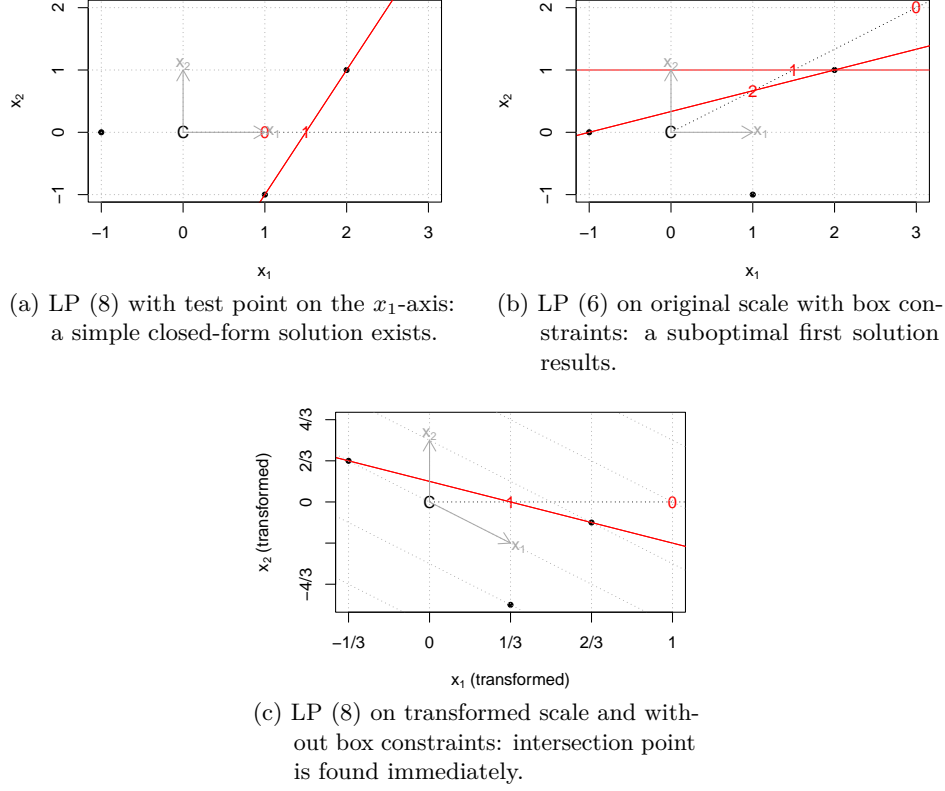 2
1
0
−1
x₂
x₂
C
0
x₁
1
−1
0
1
2
3
x₁
(a) LP (8) with test point on the x₁-axis:
a simple closed-form solution exists.
2
1
0
−1
x₂
0
x₂
1
2
C
x₁
−1
0
1
2
3
x₁
(b) LP (6) on original scale with box con-
straints: a suboptimal first solution
results.
4/3
2/3
0
−4/3
x₂ (transformed)
x₂
C
1
0
x₁
−1/3
0
1/3
2/3
1
x₁ (transformed)
(c) LP (8) on transformed scale and with-
out box constraints: intersection point
is found immediately.